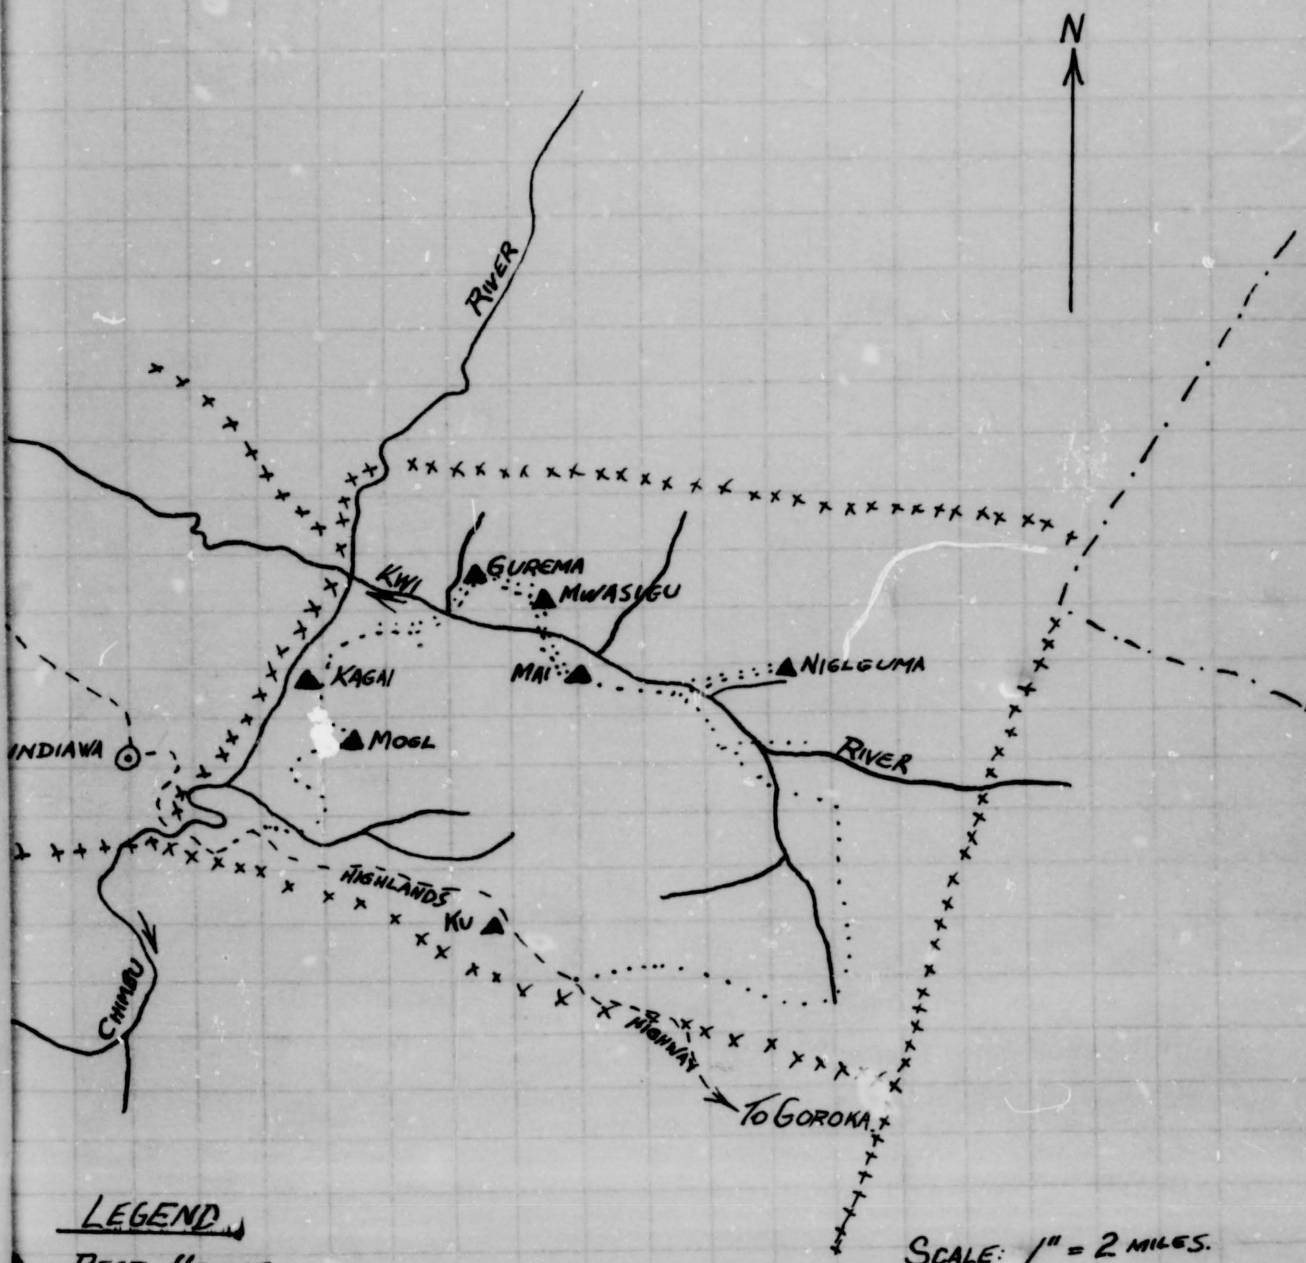 N
RIVER
KWI
GUREMA
MWASUGU
KAGAI
MAI
NIGLGUMA
INDIAWA
MOGL
RIVER
HIGHLANDS
KU
CHIMBU
HIGHWAY
TO GOROKA
LEGEND
SCALE: 1" = 2 MILES.